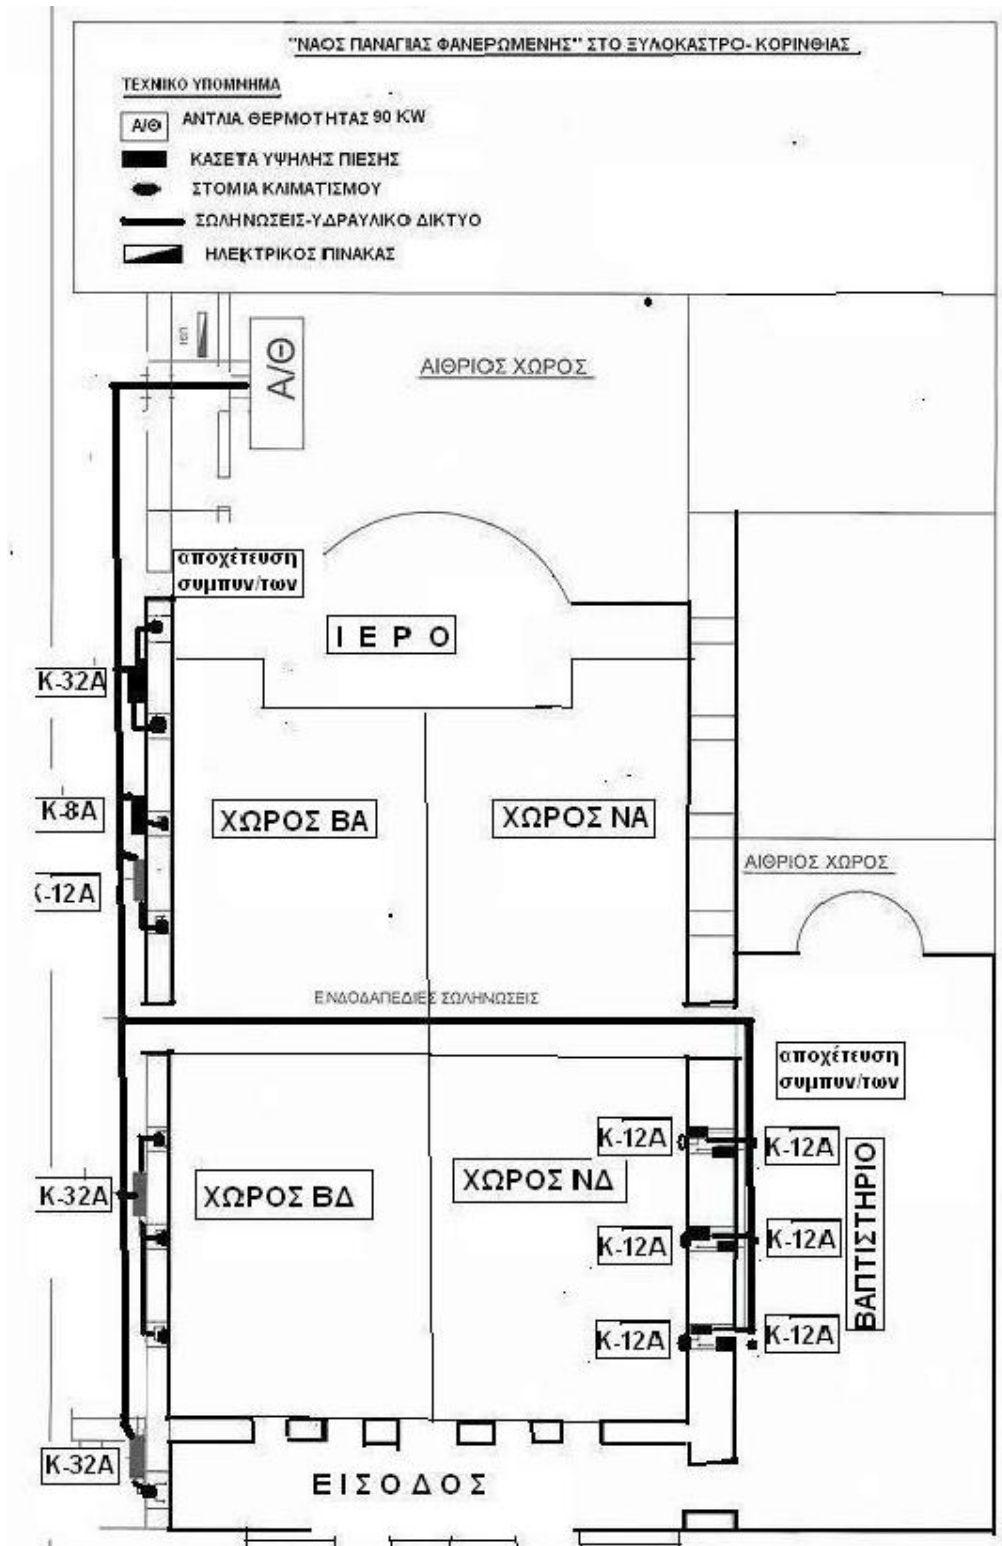 "ΝΑΟΣ ΠΑΝΑΓΙΑΣ ΦΑΝΕΡΩΜΕΝΗΣ" ΣΤΟ ΞΥΛΟΚΑΣΤΡΟ- ΚΟΡΙΝΘΙΑΣ
ΤΕΧΝΙΚΟ ΥΠΟΜΝΗΜΑ
Α/Θ ΑΝΤΛΙΑ ΘΕΡΜΟΤΗΤΑΣ 90 KW
ΚΑΣΕΤΑ ΥΨΗΛΗΣ ΠΙΕΣΗΣ
ΣΤΟΜΙΑ ΚΛΙΜΑΤΙΣΜΟΥ
ΣΩΛΗΝΩΣΕΙΣ-ΥΔΡΑΥΛΙΚΟ ΔΙΚΤΥΟ
ΗΛΕΚΤΡΙΚΟΣ ΠΙΝΑΚΑΣ
Α/Θ
ΑΙΘΡΙΟΣ ΧΩΡΟΣ
αποχέτευση
συμπυν/των
Ι Ε Ρ Ο
Κ-32Α
Κ-8Α
ΧΩΡΟΣ ΒΑ
ΧΩΡΟΣ ΝΑ
Κ-12Α
ΑΙΘΡΙΟΣ ΧΩΡΟΣ
ΕΝΔΟΔΑΠΕΔΙΕΣ ΣΩΛΗΝΩΣΕΙΣ
αποχέτευση
συμπυν/των
Κ-12Α
Κ-12Α
Κ-32Α
ΧΩΡΟΣ ΒΔ
ΧΩΡΟΣ ΝΔ
ΒΑΠΤΙΣΤΗΡΙΟ
Κ-12Α
Κ-12Α
Κ-12Α
Κ-12Α
Κ-32Α
ΕΙΣΟΔΟΣ